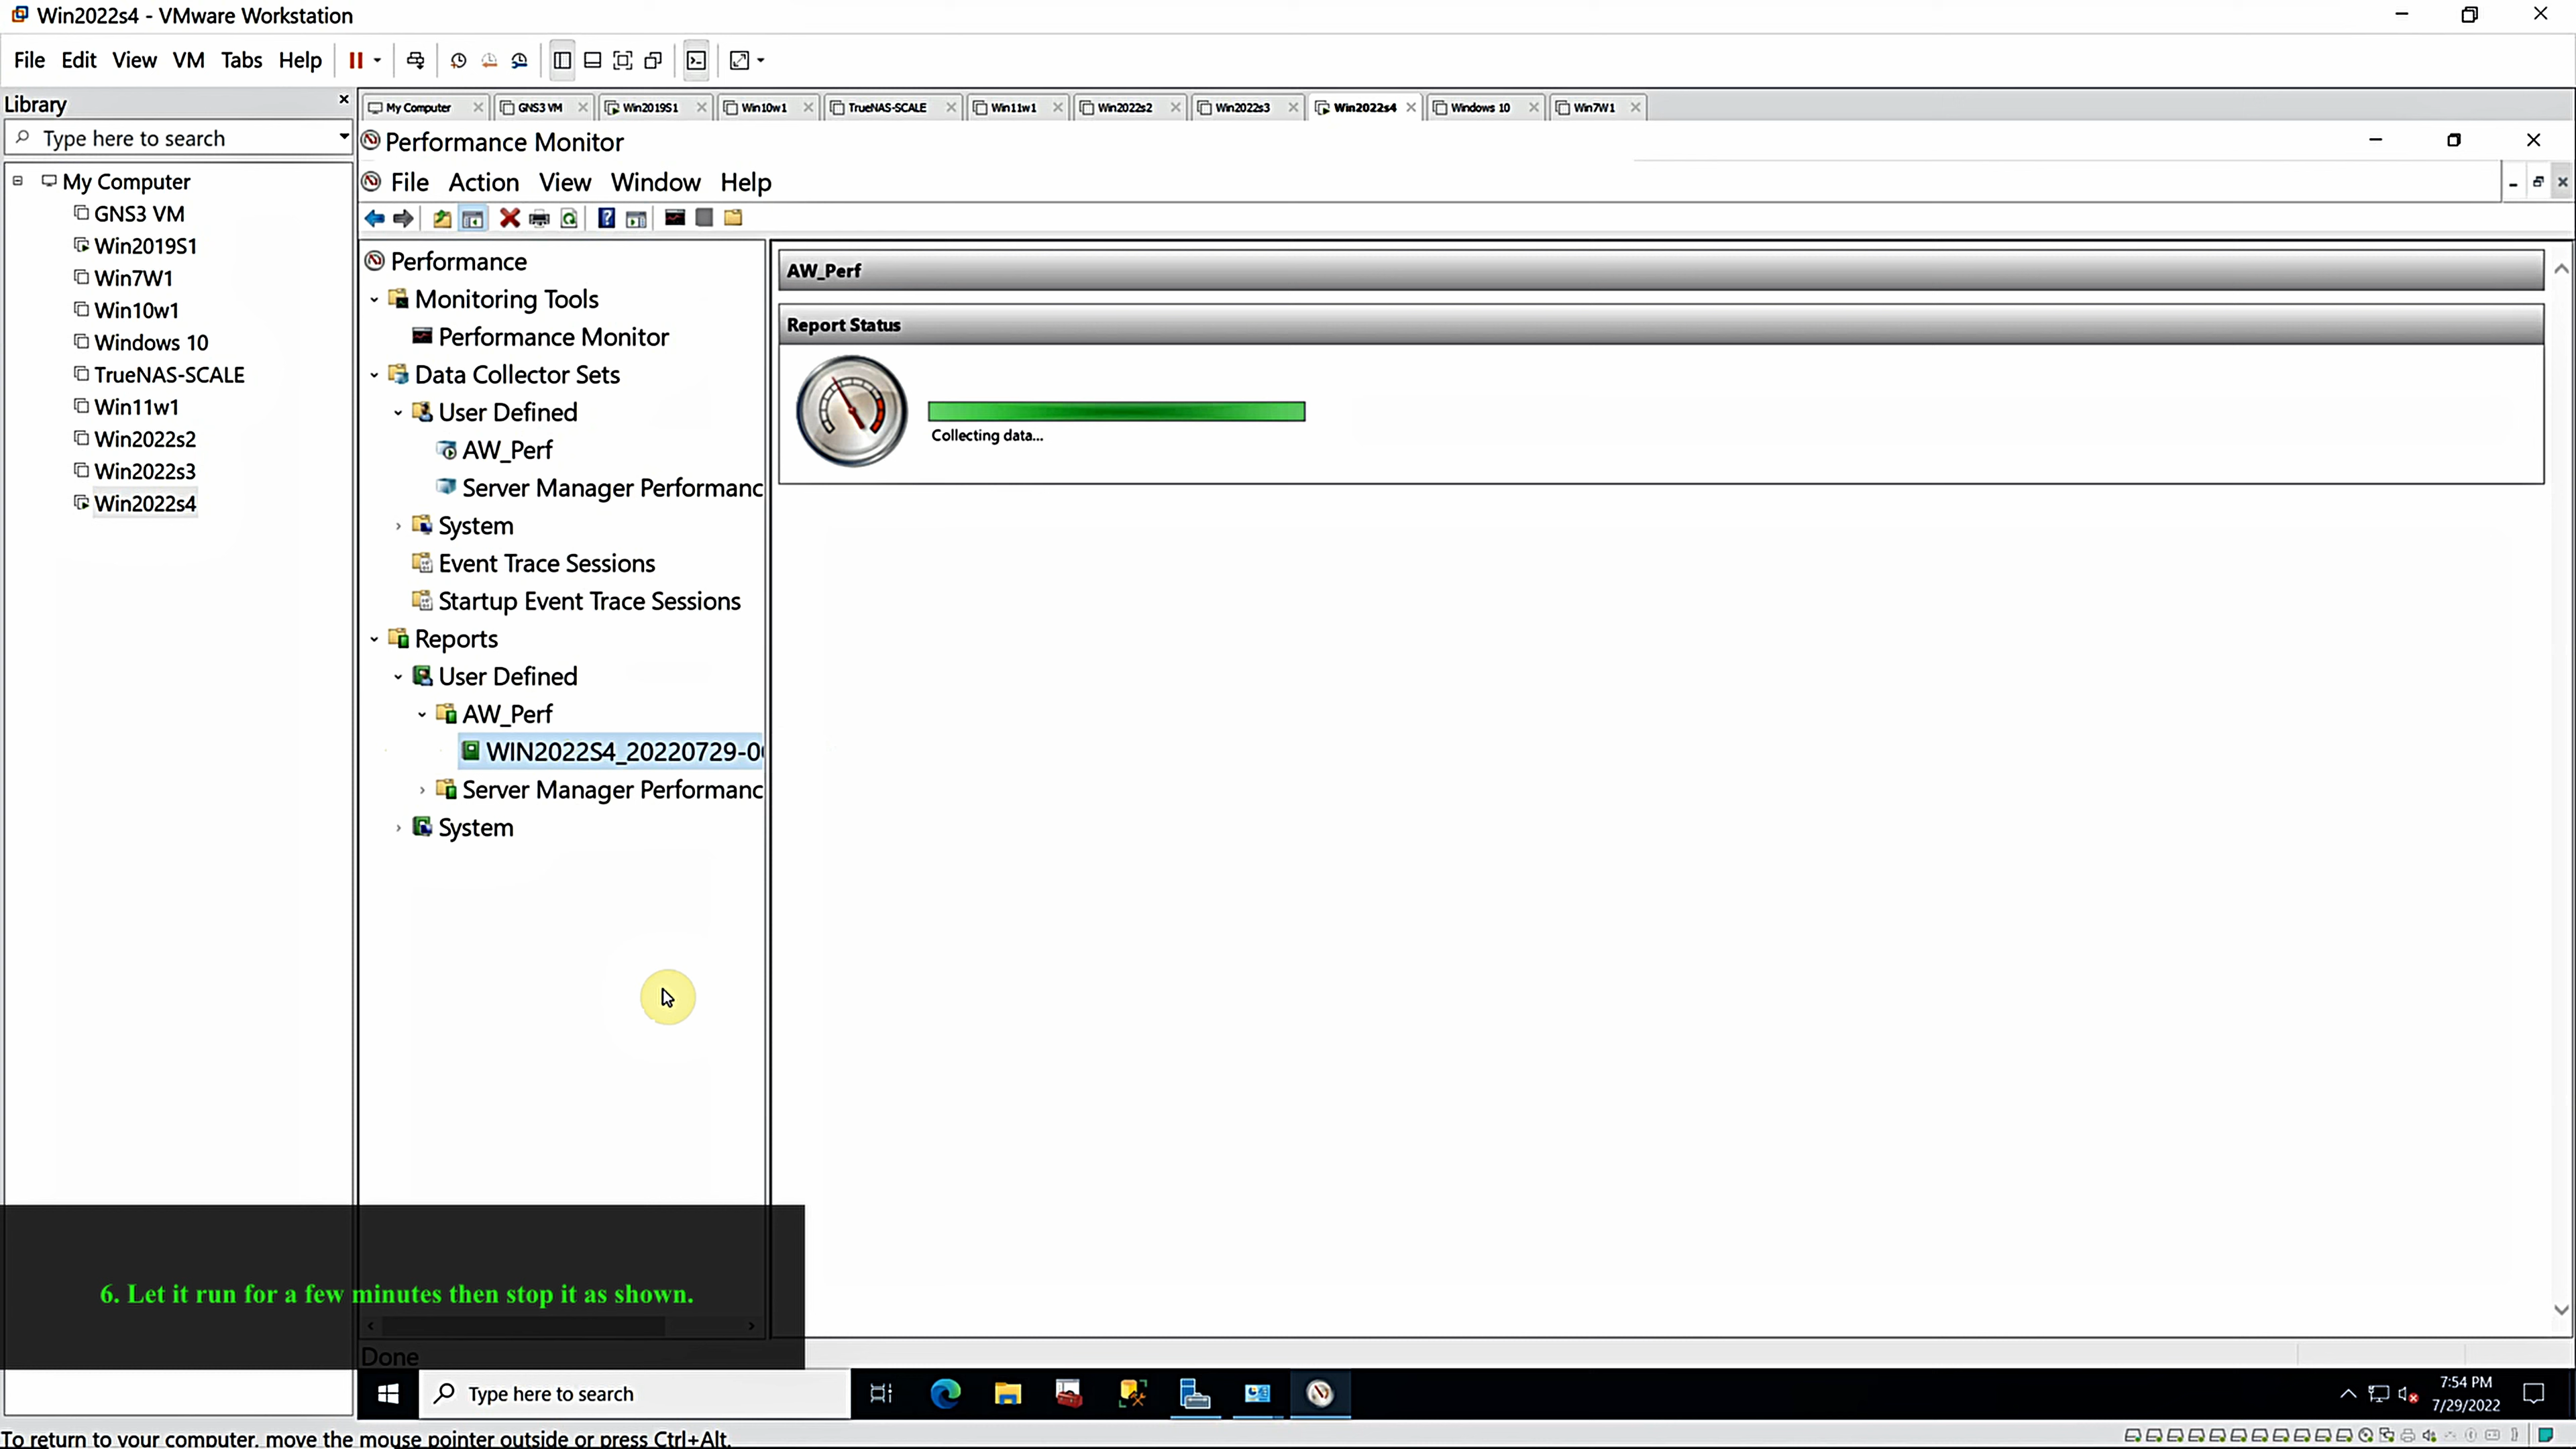 Win2022s4 - VMware Workstation
File Edit View VM Tabs Help
Library
Type here to search
My Computer
GNS3 VM
Win2019S1
Win7W1
Win10w1
Windows 10
TrueNAS-SCALE
Win11w1
Win2022s2
Win2022s3
Win2022s4
My Computer GNS3 VM Win2019S1 Win10w1 TrueNAS-SCALE Win11w1 Win2022s2 Win2022s3 Win2022s4 Windows 10 Win7W1
Performance Monitor
File Action View Window Help
Performance
Monitoring Tools
Performance Monitor
Data Collector Sets
User Defined
AW_Perf
Server Manager Performanc
System
Event Trace Sessions
Startup Event Trace Sessions
Reports
User Defined
AW_Perf
WIN2022S4_20220729-0
Server Manager Performanc
System
AW_Perf
Report Status
Collecting data...
6. Let it run for a few minutes then stop it as shown.
Done
Type here to search
7:54 PM
7/29/2022
To return to your computer, move the mouse pointer outside or press Ctrl+Alt.